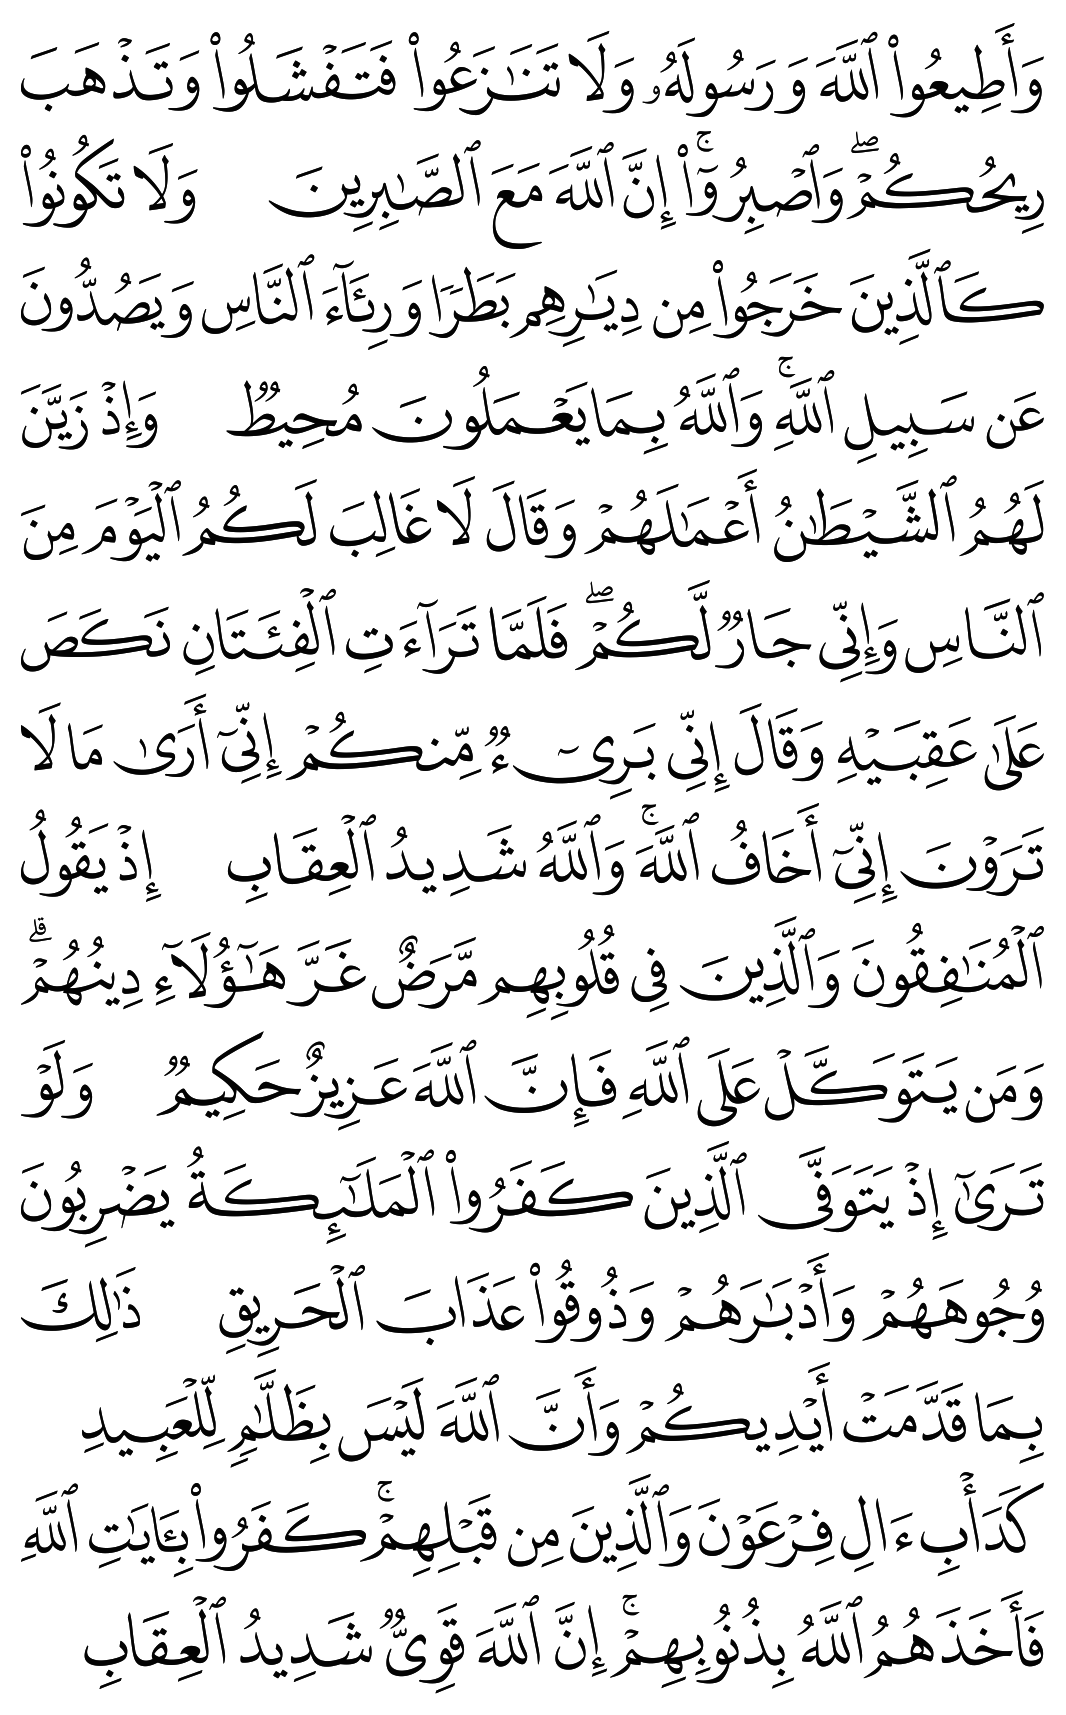 وَأَطِيعُوا۟ ٱللَّهَ وَرَسُولَهُۥ وَلَا تَنَـٰزَعُوا۟ فَتَفْشَلُوا۟ وَتَذْهَبَ
رِيحُكُمْ ۖ وَٱصْبِرُوٓا۟ ۚ إِنَّ ٱللَّهَ مَعَ ٱلصَّـٰبِرِينَ وَلَا تَكُونُوا۟
كَٱلَّذِينَ خَرَجُوا۟ مِن دِيَـٰرِهِم بَطَرًا وَرِئَآءَ ٱلنَّاسِ وَيَصُدُّونَ
عَن سَبِيلِ ٱللَّهِ ۚ وَٱللَّهُ بِمَا يَعْمَلُونَ مُحِيطٌ وَإِذْ زَيَّنَ
لَهُمُ ٱلشَّيْطَـٰنُ أَعْمَـٰلَهُمْ وَقَالَ لَا غَالِبَ لَكُمُ ٱلْيَوْمَ مِنَ
ٱلنَّاسِ وَإِنِّى جَارٌ لَّكُمْ ۖ فَلَمَّا تَرَآءَتِ ٱلْفِئَتَانِ نَكَصَ
عَلَىٰ عَقِبَيْهِ وَقَالَ إِنِّى بَرِىٓءٌ مِّنكُمْ إِنِّىٓ أَرَىٰ مَا لَا
تَرَوْنَ إِنِّىٓ أَخَافُ ٱللَّهَ ۚ وَٱللَّهُ شَدِيدُ ٱلْعِقَابِ إِذْ يَقُولُ
ٱلْمُنَـٰفِقُونَ وَٱلَّذِينَ فِى قُلُوبِهِم مَّرَضٌ غَرَّ هَـٰٓؤُلَآءِ دِينُهُمْ ۗ
وَمَن يَتَوَكَّلْ عَلَى ٱللَّهِ فَإِنَّ ٱللَّهَ عَزِيزٌ حَكِيمٌ وَلَوْ
تَرَىٰٓ إِذْ يَتَوَفَّى ٱلَّذِينَ كَفَرُوا۟ ٱلْمَلَـٰٓئِكَةُ يَضْرِبُونَ
وُجُوهَهُمْ وَأَدْبَـٰرَهُمْ وَذُوقُوا۟ عَذَابَ ٱلْحَرِيقِ ذَٰلِكَ
بِمَا قَدَّمَتْ أَيْدِيكُمْ وَأَنَّ ٱللَّهَ لَيْسَ بِظَلَّـٰمٍ لِّلْعَبِيدِ
كَدَأْبِ ءَالِ فِرْعَوْنَ وَٱلَّذِينَ مِن قَبْلِهِمْ ۚ كَفَرُوا۟ بِـَٔايَـٰتِ ٱللَّهِ
فَأَخَذَهُمُ ٱللَّهُ بِذُنُوبِهِمْ ۚ إِنَّ ٱللَّهَ قَوِىٌّ شَدِيدُ ٱلْعِقَابِ